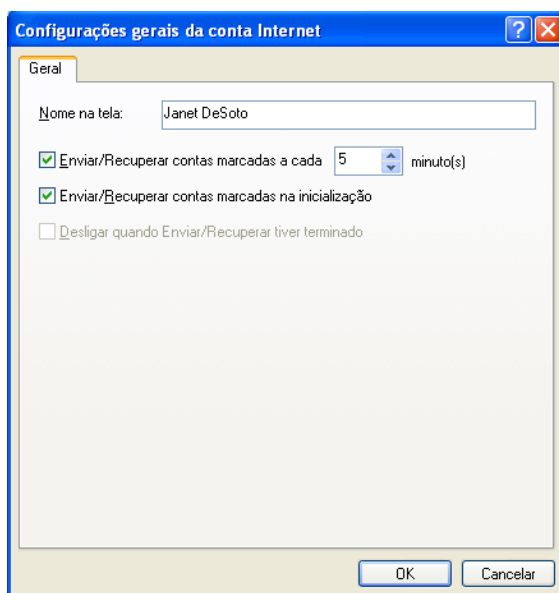 Configurações gerais da conta Internet
Geral
Nome na tela: Janet DeSoto
Enviar/Recuperar contas marcadas a cada 5 minuto(s)
Enviar/Recuperar contas marcadas na inicialização
Desligar quando Enviar/Recuperar tiver terminado
OK Cancelar